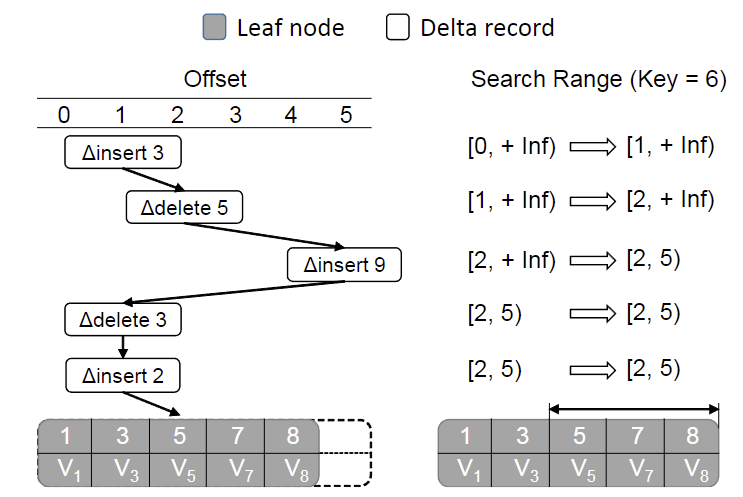 Leaf node Delta record
Offset Search Range (Key = 6)
0 1 2 3 4 5
Δinsert 3 [0, + Inf) [1, + Inf)
Δdelete 5 [1, + Inf) [2, + Inf)
Δinsert 9 [2, + Inf) [2, 5)
Δdelete 3 [2, 5) [2, 5)
Δinsert 2 [2, 5) [2, 5)
1 3 5 7 8 1 3 5 7 8
V₁ V₃ V₅ V₇ V₈ V₁ V₃ V₅ V₇ V₈